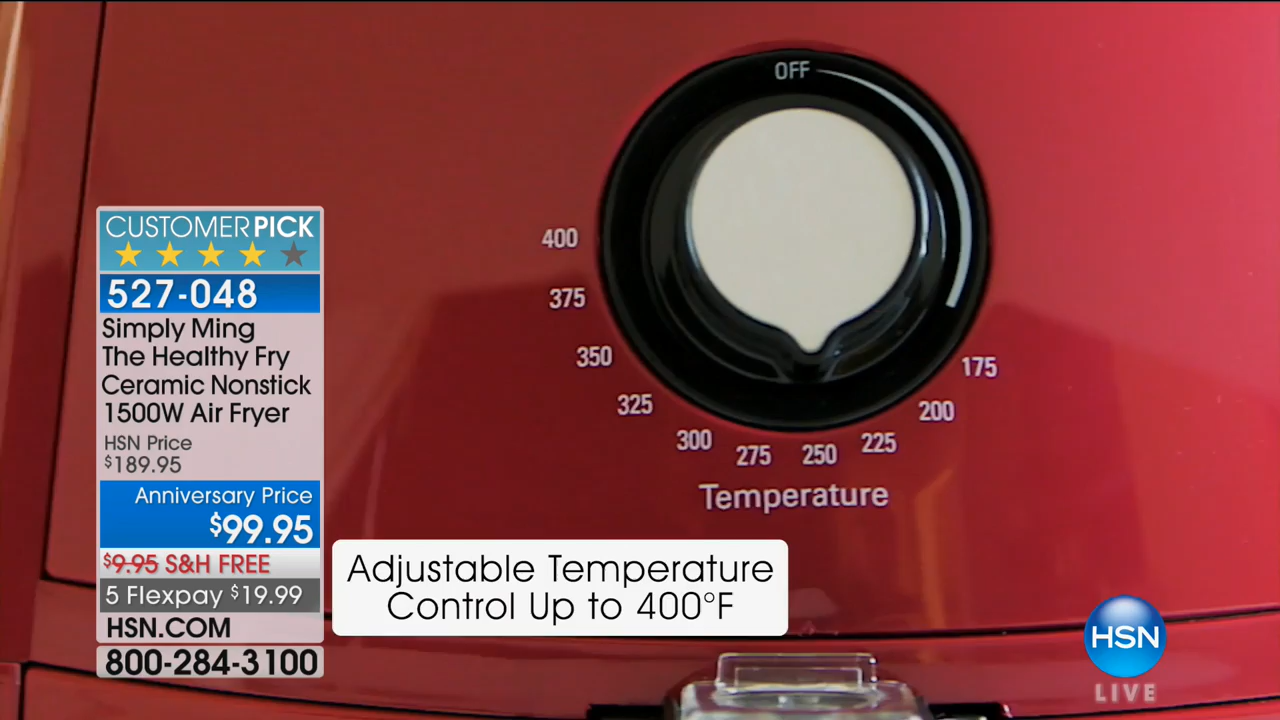 CUSTOMERPICK
527-048
Simply Ming
The Healthy Fry
Ceramic Nonstick
1500W Air Fryer
HSN Price
$189.95
Anniversary Price
$99.95
$9.95 S&H FREE
5 Flexpay $19.99
HSN.COM
800-284-3100
OFF
400
375
350
325
300
275
250
225
200
175
Temperature
Adjustable Temperature
Control Up to 400°F
HSN
LIVE